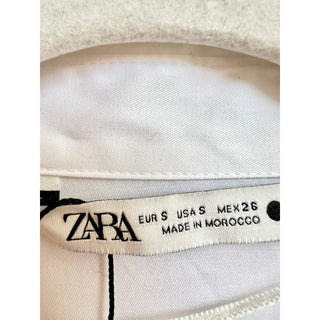 ZARA
EUR S USA S MEX 26
MADE IN MOROCCO